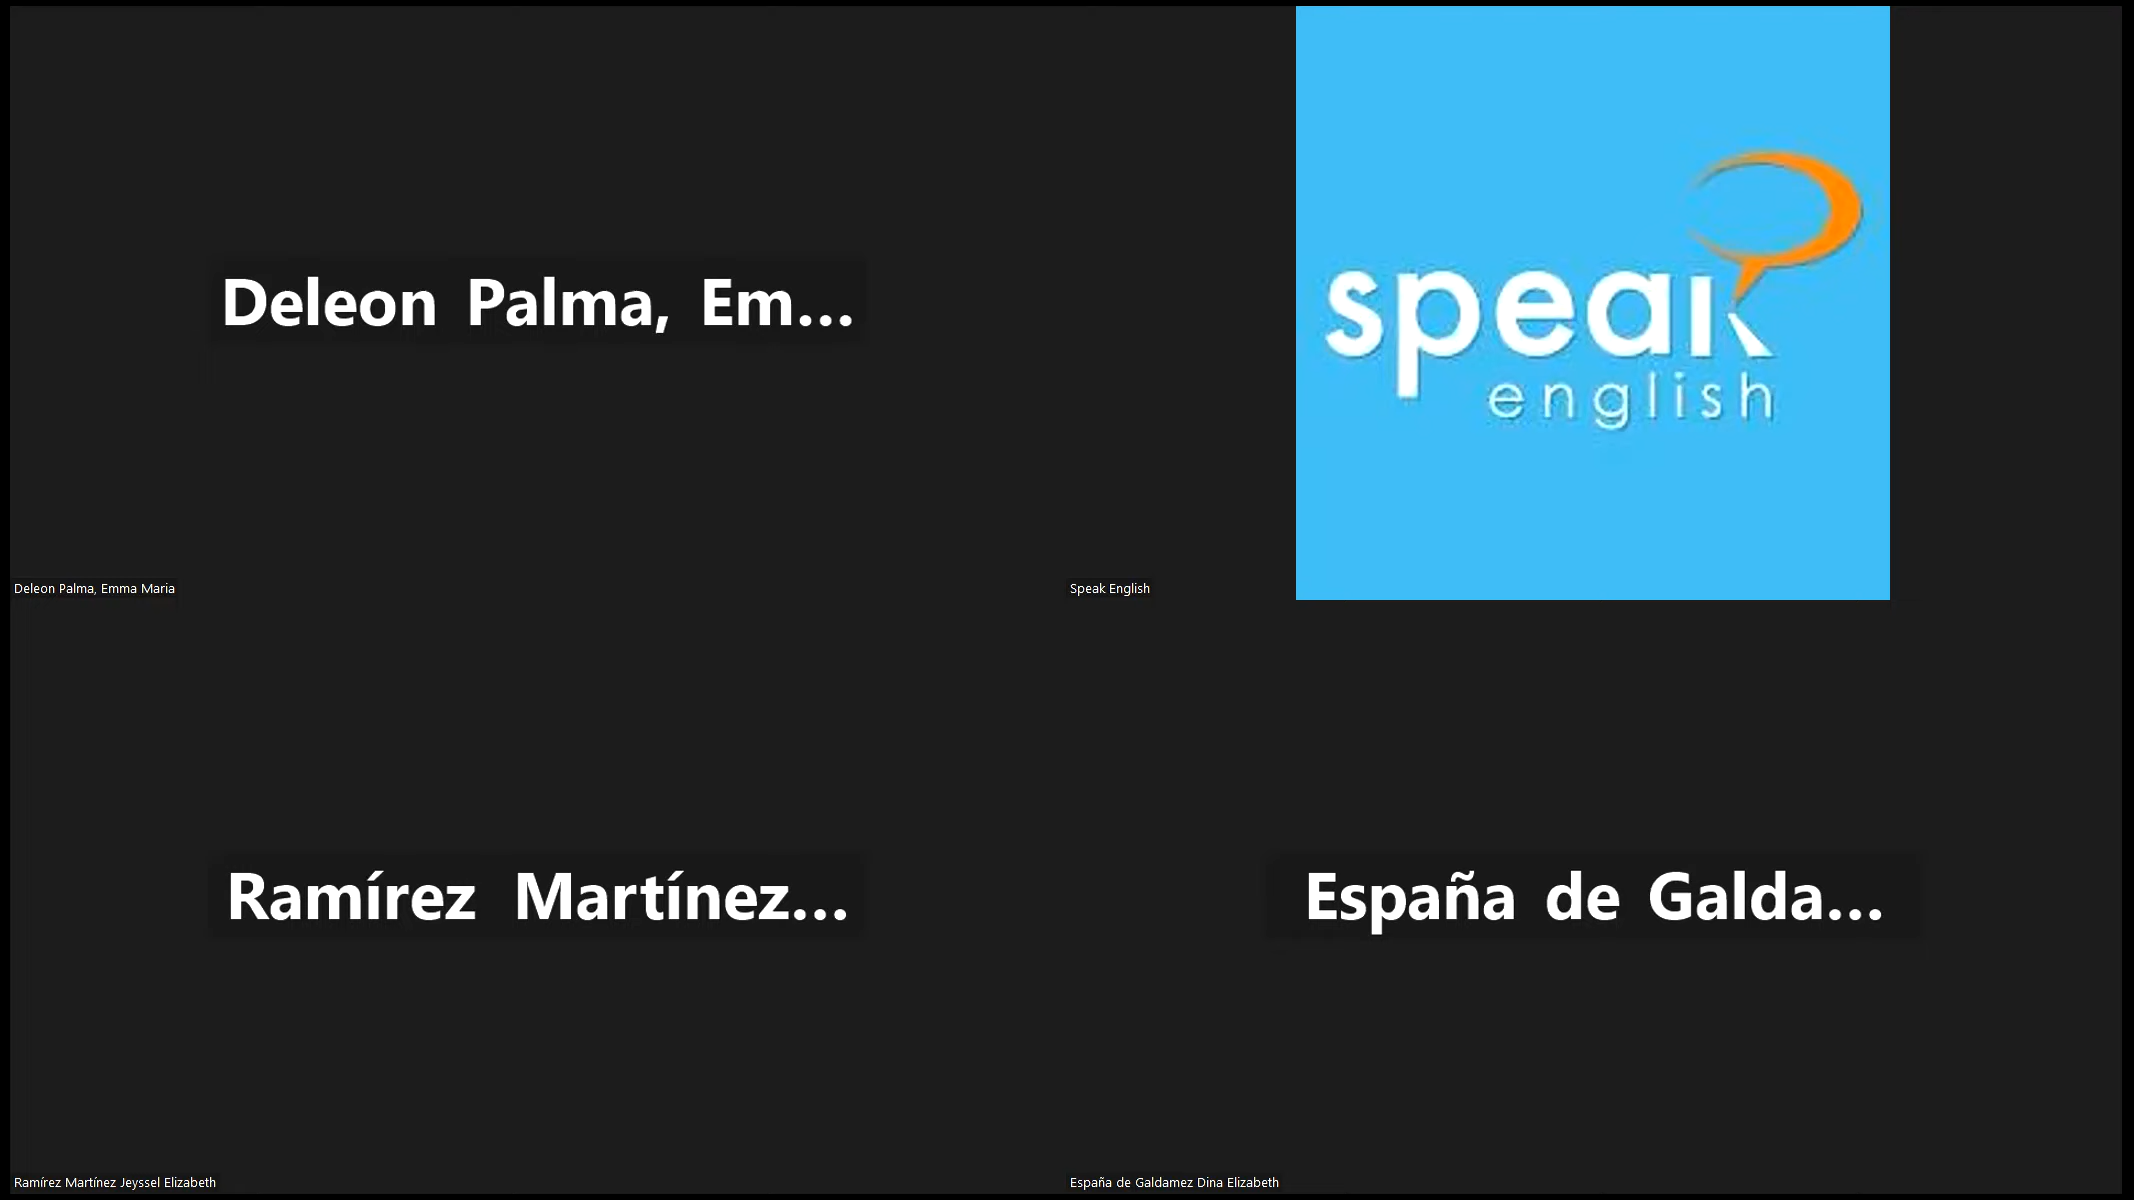 Deleon Palma, Em...
speak
english
Deleon Palma, Emma Maria
Speak English
Ramírez Martínez...
España de Galda...
Ramírez Martínez Jeyssel Elizabeth
España de Galdamez Dina Elizabeth